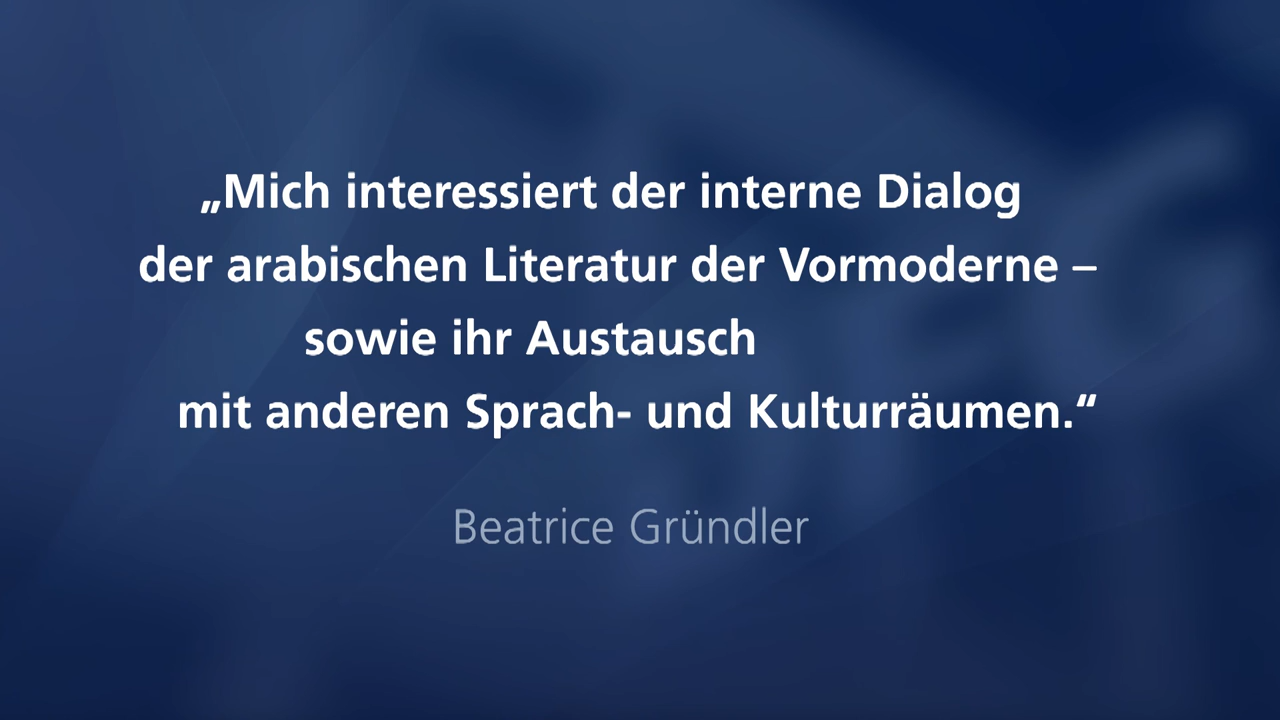 „Mich interessiert der interne Dialog
der arabischen Literatur der Vormoderne –
sowie ihr Austausch
mit anderen Sprach- und Kulturräumen.“
Beatrice Gründler